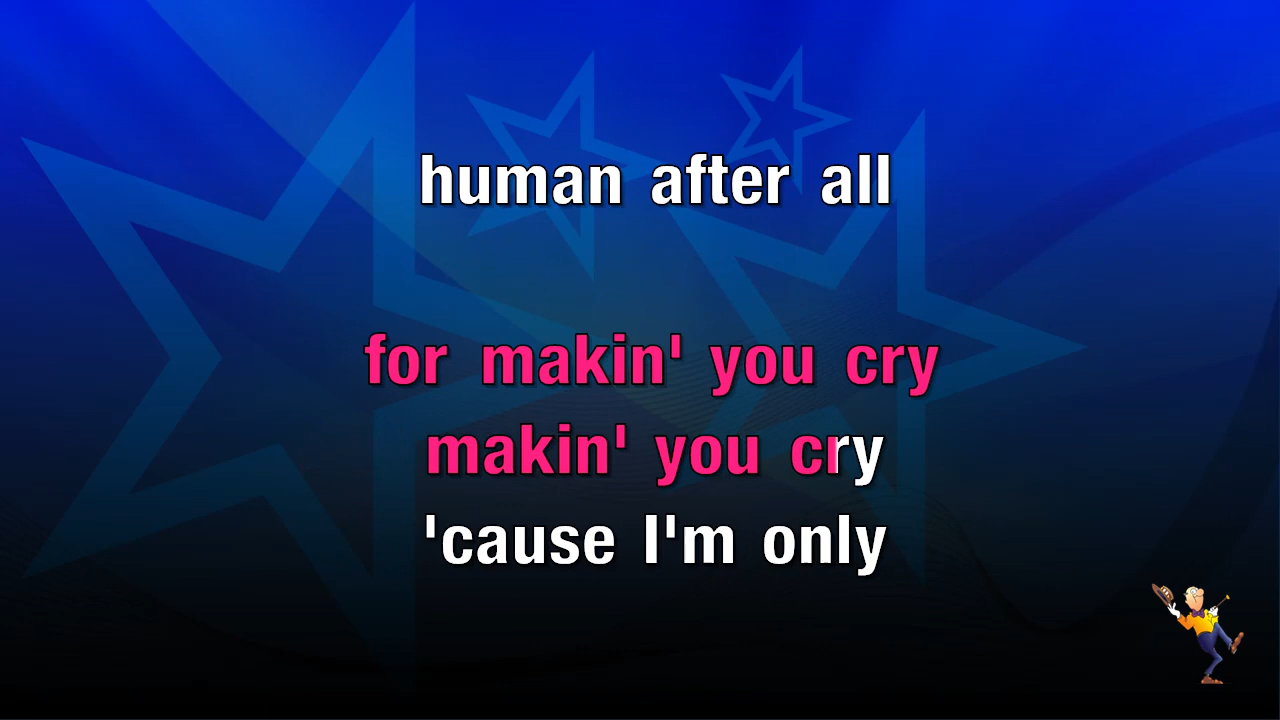 human after all
for makin' you cry
makin' you cry
'cause I'm only